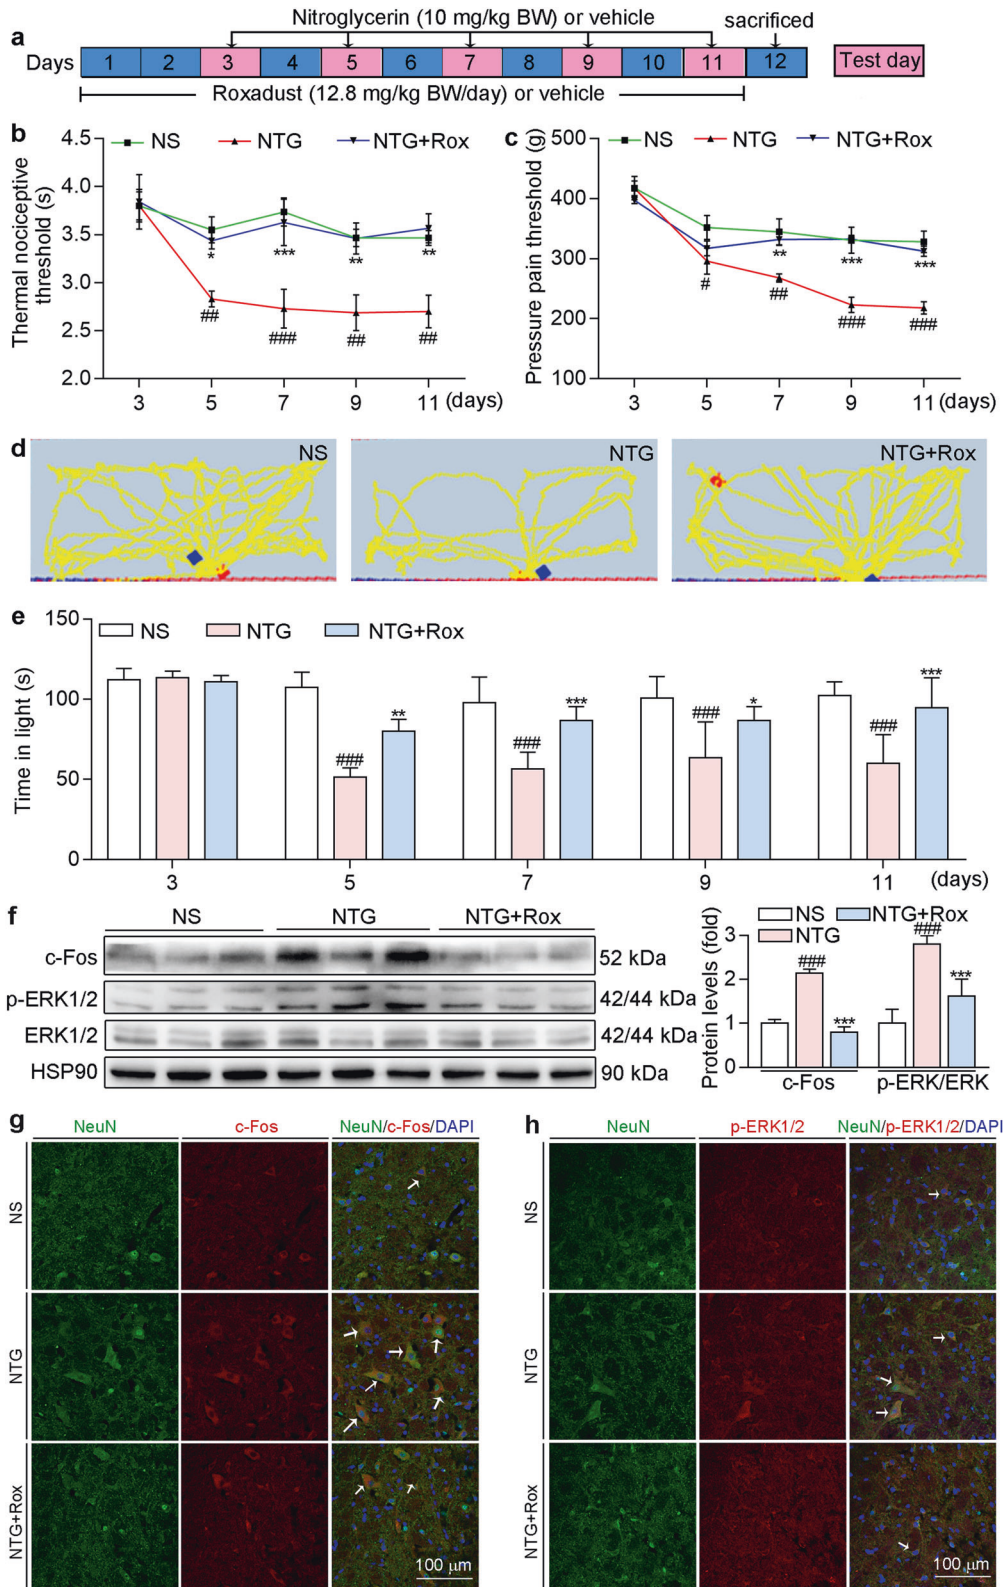 a
Nitroglycerin (10 mg/kg BW) or vehicle
sacrificed
Days 1 2 3 4 5 6 7 8 9 10 11 12 Test day
Roxadust (12.8 mg/kg BW/day) or vehicle
b
NS NTG NTG+Rox
Thermal nociceptive
threshold (s)
4.5
4.0
3.5
3.0
2.5
2.0
* *** ** **
## ### ## ##
3 5 7 9 11 (days)
c
NS NTG NTG+Rox
Pressure pain threshold (g)
500
400
300
200
100
** *** ***
# ## ### ###
3 5 7 9 11 (days)
d
NS NTG NTG+Rox
e
NS NTG NTG+Rox
Time in light (s)
150
100
50
0
### ** ### *** ### * ### ***
3 5 7 9 11 (days)
f
NS NTG NTG+Rox
c-Fos 52 kDa
p-ERK1/2 42/44 kDa
ERK1/2 42/44 kDa
HSP90 90 kDa
NS NTG+Rox
NTG
Protein levels (fold)
3
2
1
0
### *** ### ***
c-Fos p-ERK/ERK
g
NeuN c-Fos NeuN/c-Fos/DAPI
NS
NTG
NTG+Rox
100 μm
h
NeuN p-ERK1/2 NeuN/p-ERK1/2/DAPI
NS
NTG
NTG+Rox
100 μm